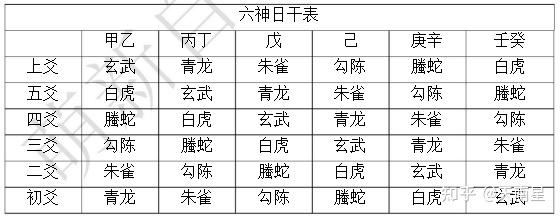 六神日干表
甲乙 丙丁 戊 己 庚辛 壬癸
上爻 玄武 青龙 朱雀 勾陈 螣蛇 白虎
五爻 白虎 玄武 青龙 朱雀 勾陈 螣蛇
四爻 螣蛇 白虎 玄武 青龙 朱雀 勾陈
三爻 勾陈 螣蛇 白虎 玄武 青龙 朱雀
二爻 朱雀 勾陈 螣蛇 白虎 玄武 青龙
初爻 青龙 朱雀 勾陈 螣蛇 白虎 玄武
知乎